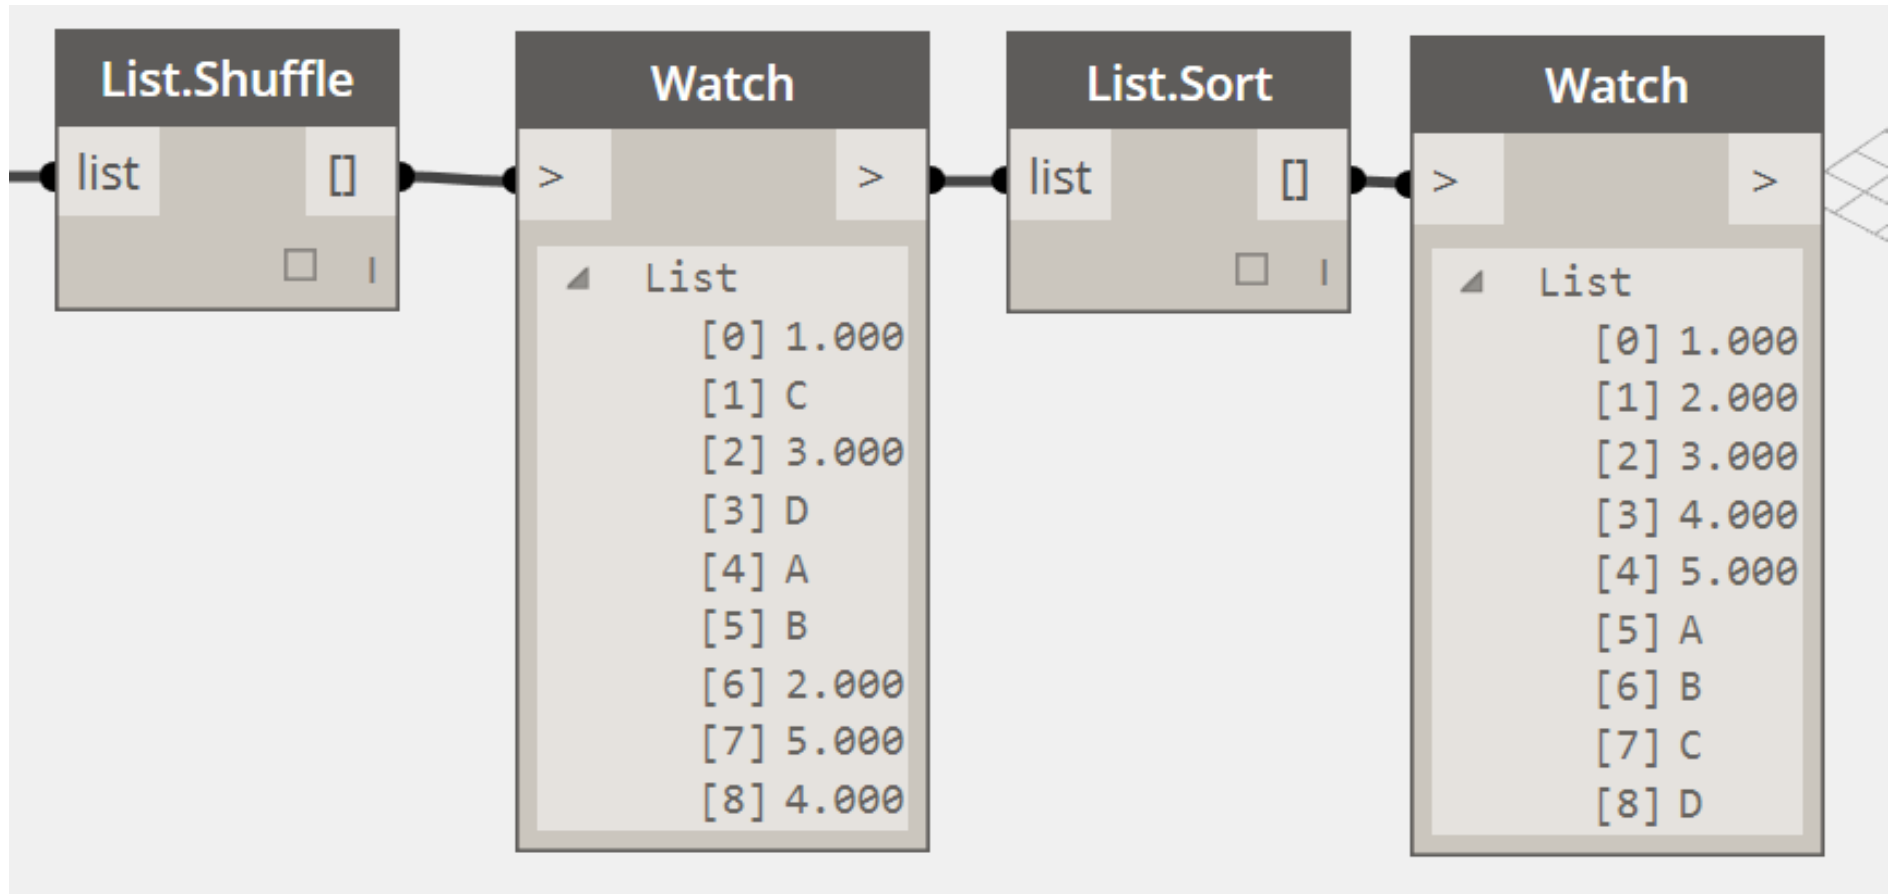 List.Shuffle
list []
l
Watch
> >
List
[0] 1.000
[1] C
[2] 3.000
[3] D
[4] A
[5] B
[6] 2.000
[7] 5.000
[8] 4.000
List.Sort
list []
l
Watch
> >
List
[0] 1.000
[1] 2.000
[2] 3.000
[3] 4.000
[4] 5.000
[5] A
[6] B
[7] C
[8] D